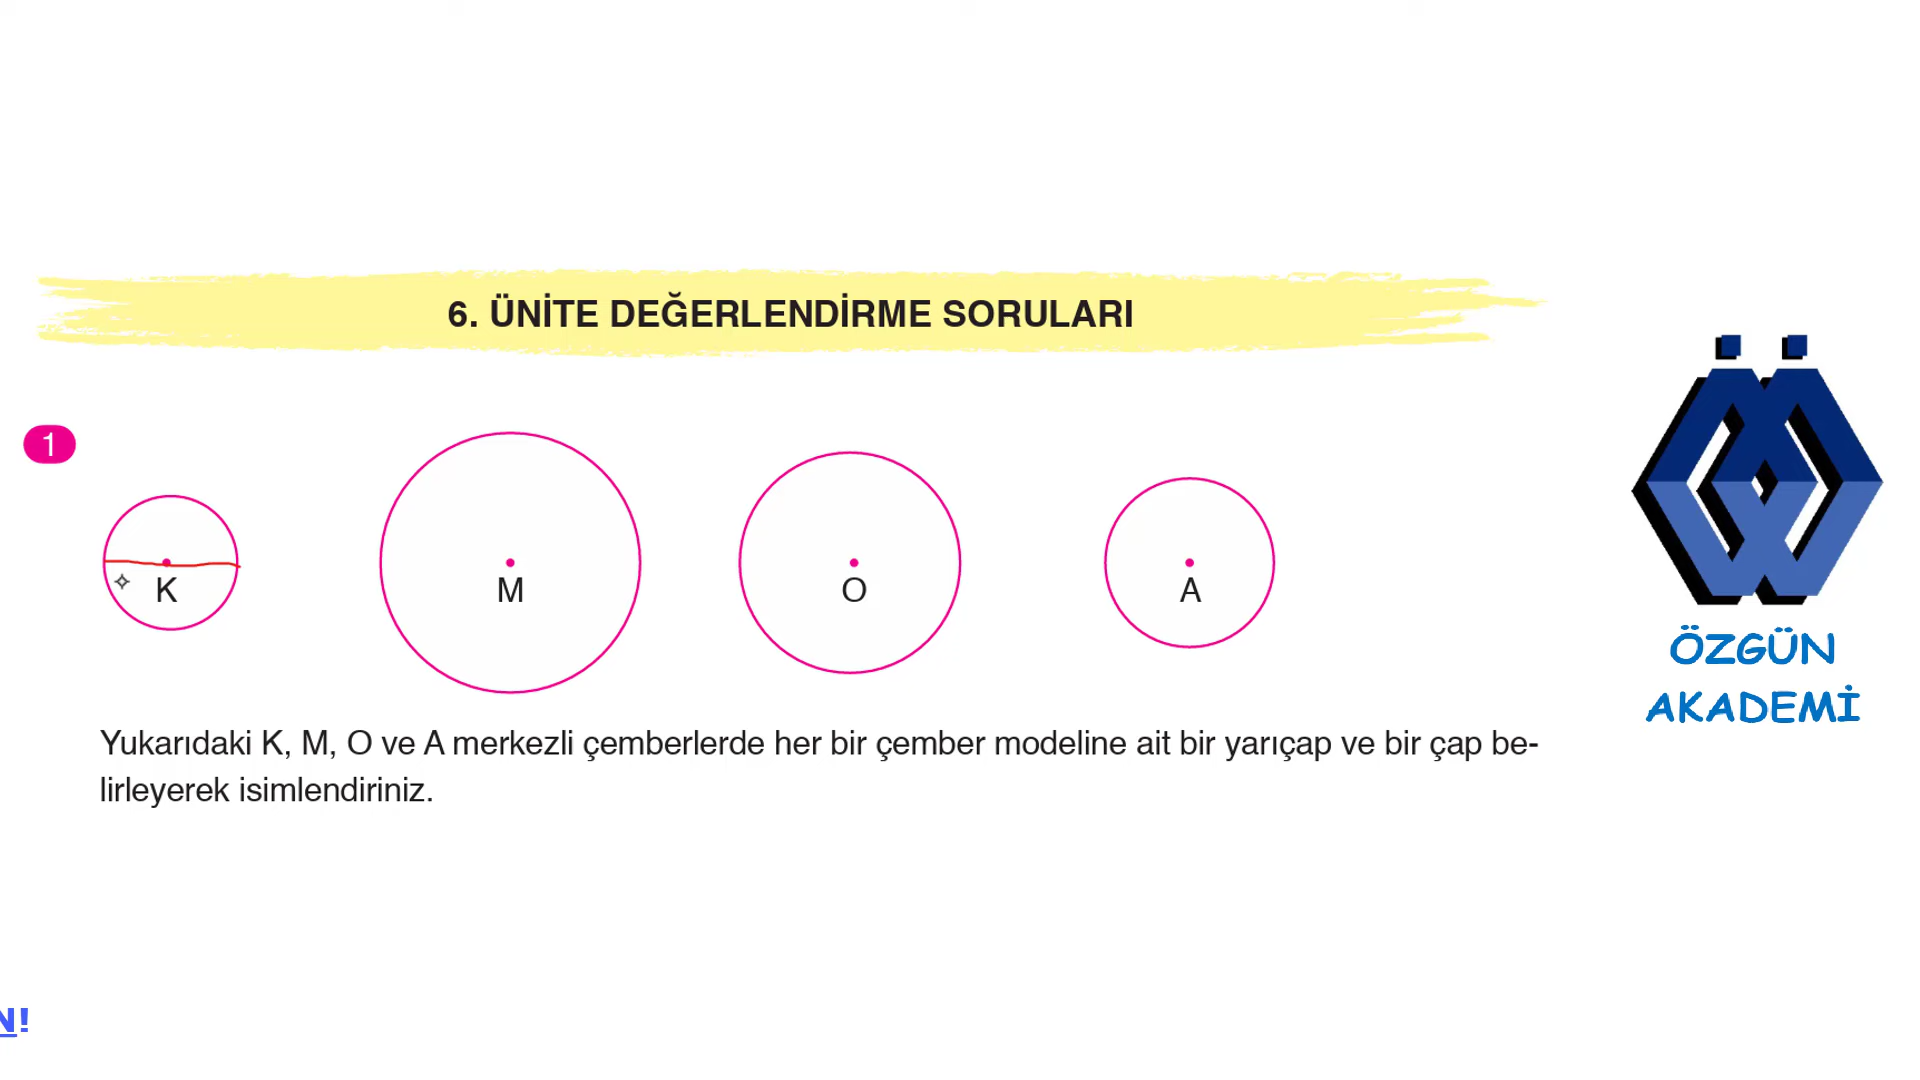 6. ÜNİTE DEĞERLENDİRME SORULARI
1
K
M
O
A
Yukarıdaki K, M, O ve A merkezli çemberlerde her bir çember modeline ait bir yarıçap ve bir çap be-
lirleyerek isimlendiriniz.
ÖZGÜN
AKADEMİ
N!